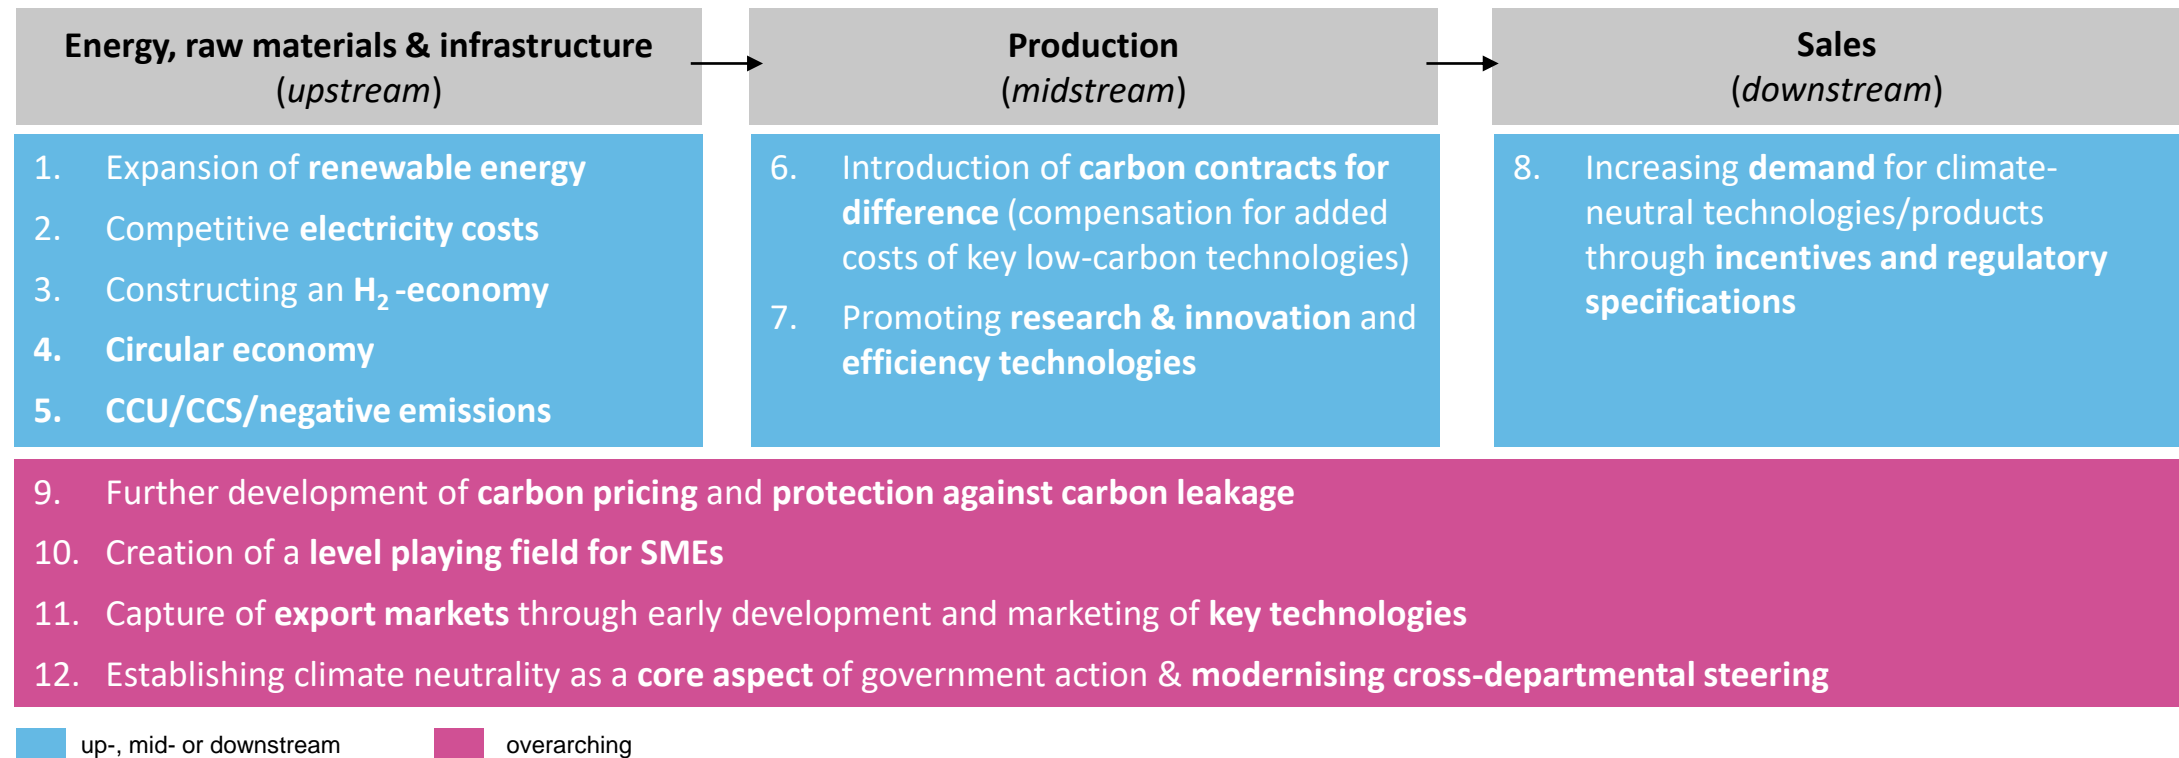 Energy, raw materials & infrastructure
(upstream)
Production
(midstream)
Sales
(downstream)
1. Expansion of renewable energy
2. Competitive electricity costs
3. Constructing an H₂ -economy
4. Circular economy
5. CCU/CCS/negative emissions
6. Introduction of carbon contracts for
difference (compensation for added
costs of key low-carbon technologies)
7. Promoting research & innovation and
efficiency technologies
8. Increasing demand for climate-
neutral technologies/products
through incentives and regulatory
specifications
9. Further development of carbon pricing and protection against carbon leakage
10. Creation of a level playing field for SMEs
11. Capture of export markets through early development and marketing of key technologies
12. Establishing climate neutrality as a core aspect of government action & modernising cross-departmental steering
up-, mid- or downstream
overarching